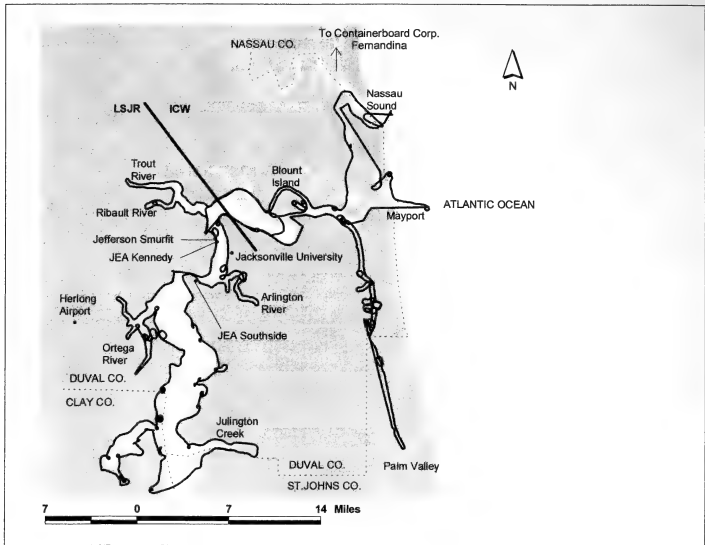 To Containerboard Corp.
Fernandina
NASSAU CO.
N
Nassau
Sound
LSJR
ICW
Trout
River
Blount
Island
Ribault River
Mayport
ATLANTIC OCEAN
Jefferson Smurfit
JEA Kennedy
Jacksonville University
Herlong
Airport
Arlington
River
JEA Southside
Ortega
River
DUVAL CO.
CLAY CO.
Julington
Creek
DUVAL CO.
ST.JOHNS CO.
Palm Valley
7 0 7 14 Miles